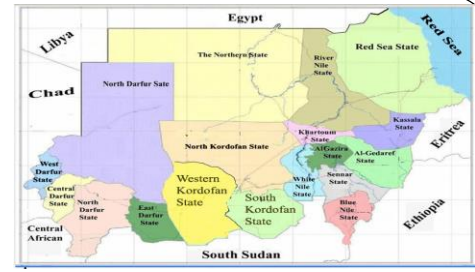 Egypt
Libya
Red Sea
The Northern State
River
Nile
State
Red Sea State
Chad
North Darfur Sate
Kassala
State
Eritrea
Khartoum
State
North Kordofan State
Al-Gazira
State
Al-Gedaref
State
West
Darfur
State
Central
Darfur
State
North
Darfur
State
East
Darfur
State
Western
Kordofan
State
South
Kordofan
State
White
Nile
State
Sennar
State
Blue
Nile
State
Ethiopia
Central
African
South Sudan